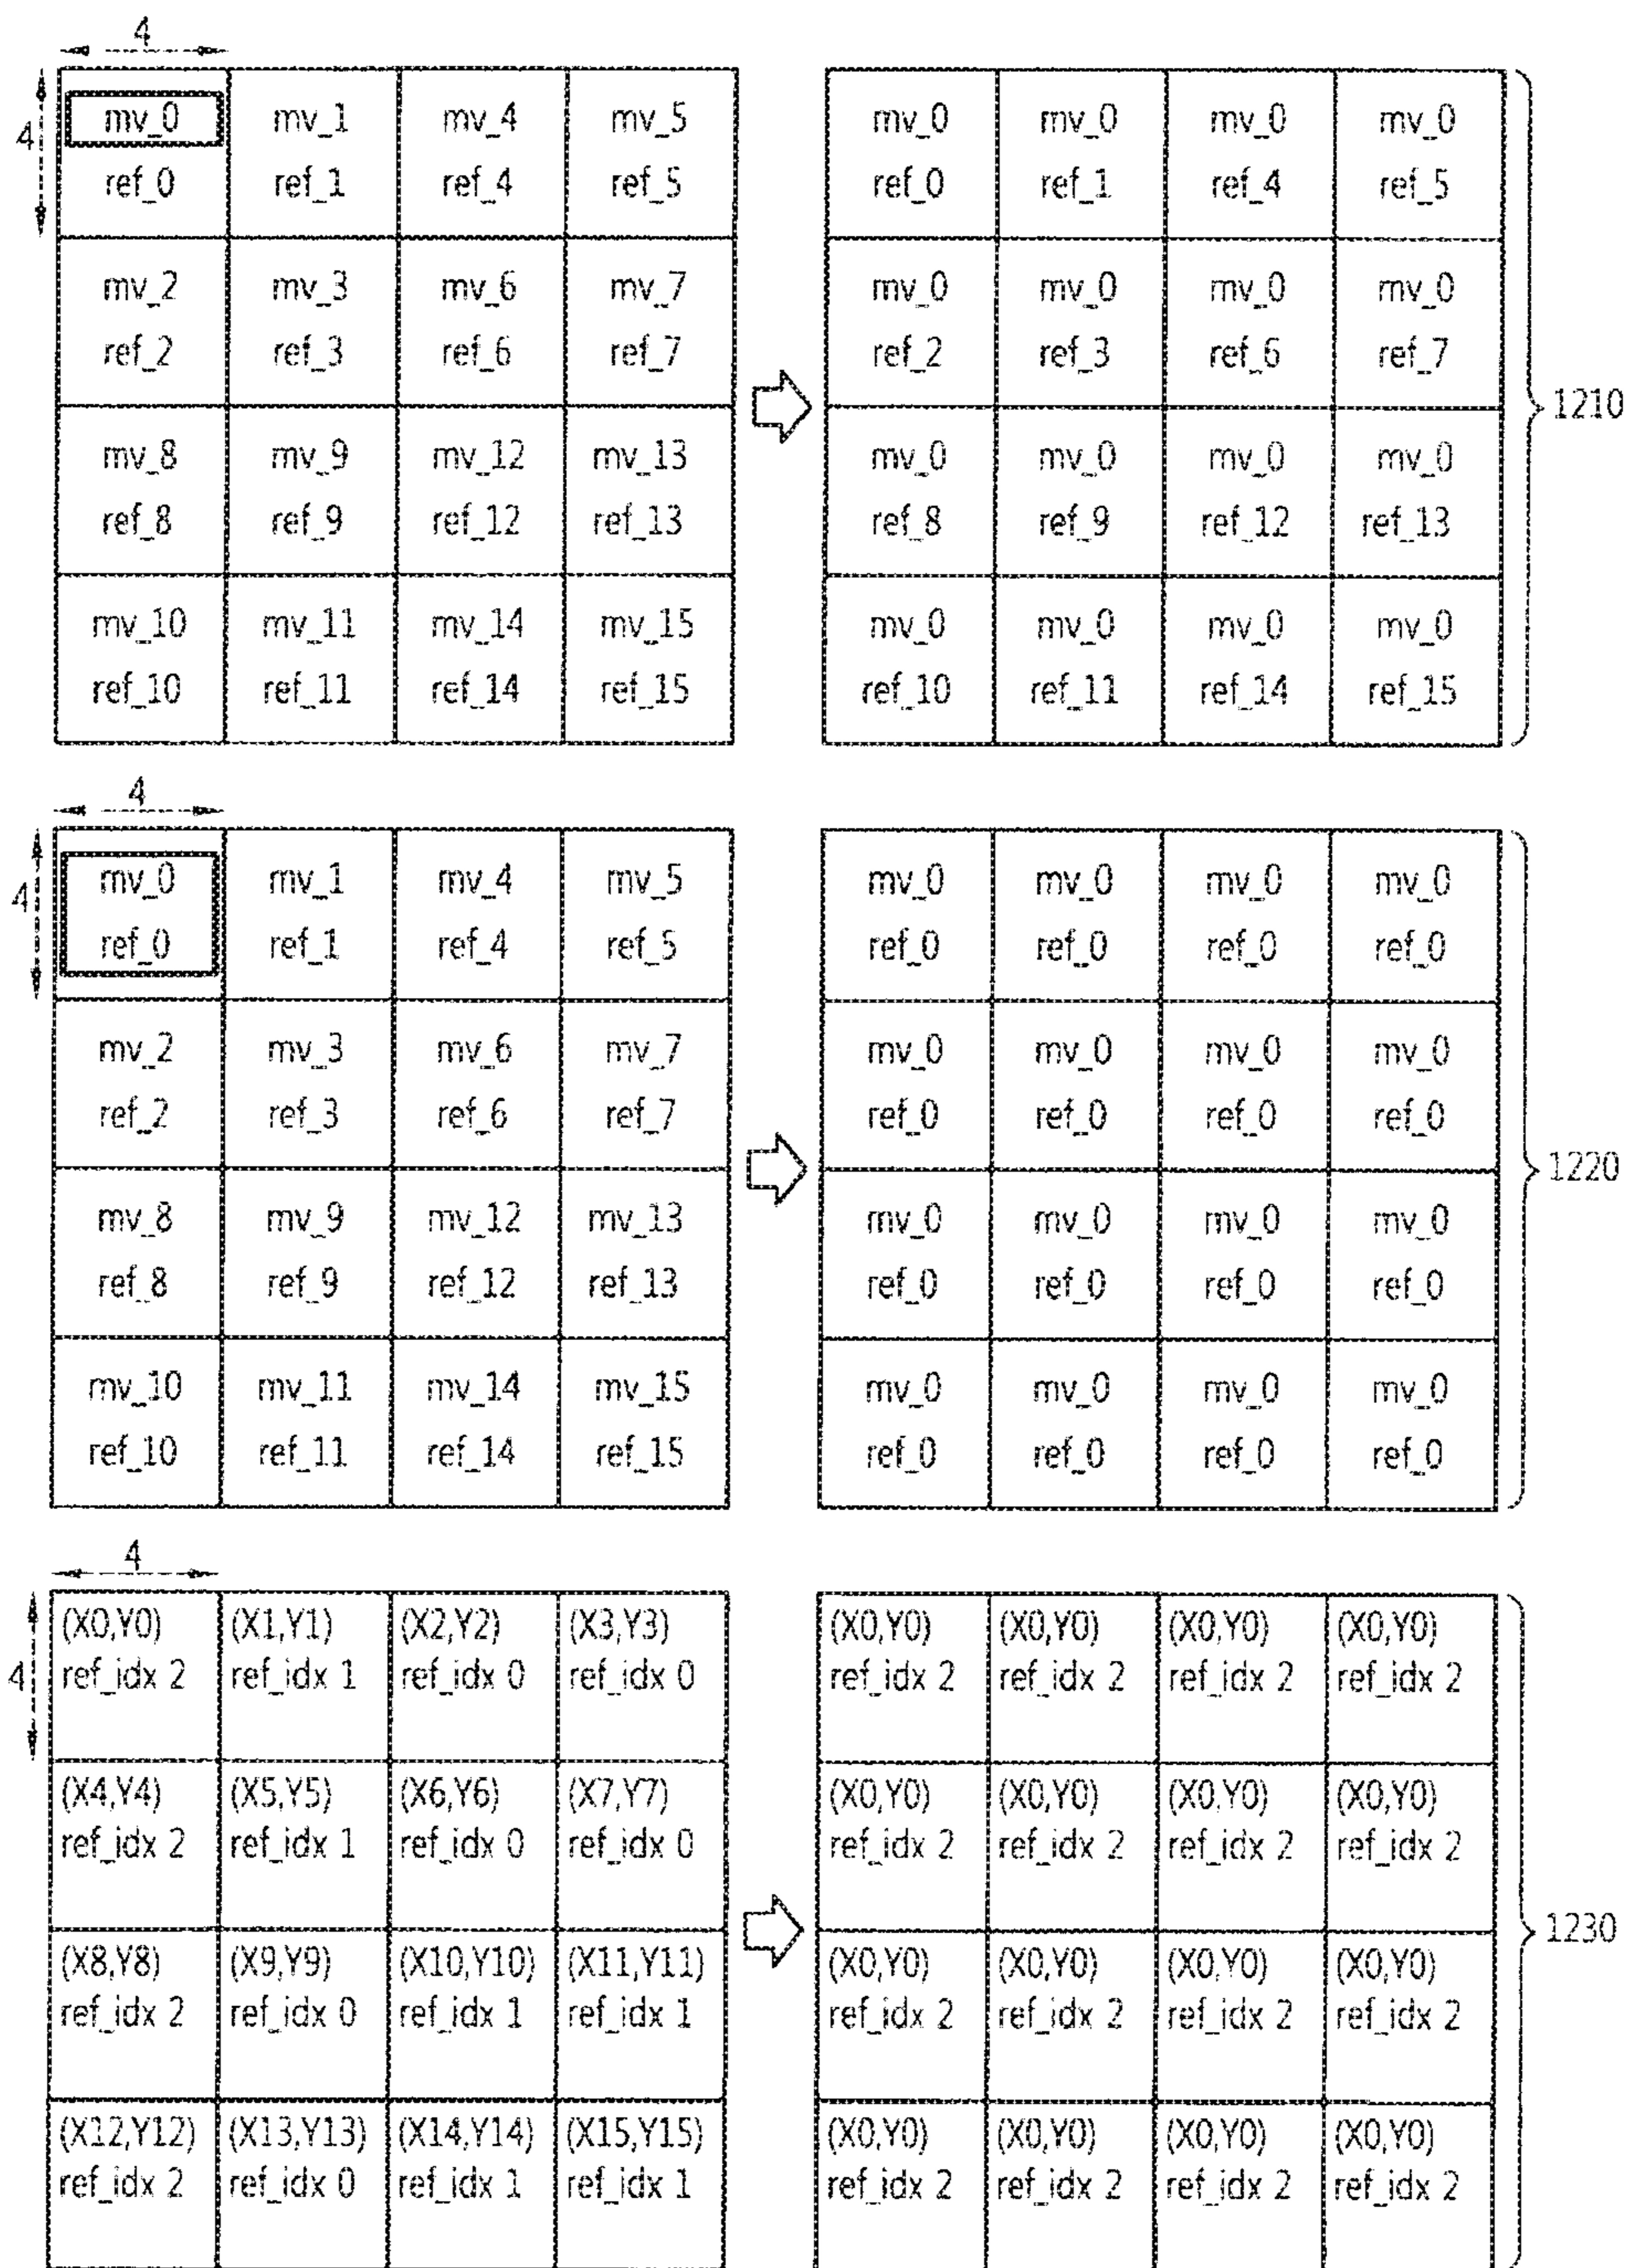 4
4
mv_0 mv_1 mv_4 mv_5 mv_0 mv_0 mv_0 mv_0
ref_0 ref_1 ref_4 ref_5 ref_0 ref_1 ref_4 ref_5
mv_2 mv_3 mv_6 mv_7 mv_0 mv_0 mv_0 mv_0
ref_2 ref_3 ref_6 ref_7 ref_2 ref_3 ref_6 ref_7
1210
mv_8 mv_9 mv_12 mv_13 mv_0 mv_0 mv_0 mv_0
ref_8 ref_9 ref_12 ref_13 ref_8 ref_9 ref_12 ref_13
mv_10 mv_11 mv_14 mv_15 mv_0 mv_0 mv_0 mv_0
ref_10 ref_11 ref_14 ref_15 ref_10 ref_11 ref_14 ref_15
4
4
mv_0 mv_1 mv_4 mv_5 mv_0 mv_0 mv_0 mv_0
ref_0 ref_1 ref_4 ref_5 ref_0 ref_0 ref_0 ref_0
mv_2 mv_3 mv_6 mv_7 mv_0 mv_0 mv_0 mv_0
ref_2 ref_3 ref_6 ref_7 ref_0 ref_0 ref_0 ref_0
1220
mv_8 mv_9 mv_12 mv_13 mv_0 mv_0 mv_0 mv_0
ref_8 ref_9 ref_12 ref_13 ref_0 ref_0 ref_0 ref_0
mv_10 mv_11 mv_14 mv_15 mv_0 mv_0 mv_0 mv_0
ref_10 ref_11 ref_14 ref_15 ref_0 ref_0 ref_0 ref_0
4
4
(X0,Y0) (X1,Y1) (X2,Y2) (X3,Y3) (X0,Y0) (X0,Y0) (X0,Y0) (X0,Y0)
ref_idx 2 ref_idx 1 ref_idx 0 ref_idx 0 ref_idx 2 ref_idx 2 ref_idx 2 ref_idx 2
(X4,Y4) (X5,Y5) (X6,Y6) (X7,Y7) (X0,Y0) (X0,Y0) (X0,Y0) (X0,Y0)
ref_idx 2 ref_idx 1 ref_idx 0 ref_idx 0 ref_idx 2 ref_idx 2 ref_idx 2 ref_idx 2
1230
(X8,Y8) (X9,Y9) (X10,Y10) (X11,Y11) (X0,Y0) (X0,Y0) (X0,Y0) (X0,Y0)
ref_idx 2 ref_idx 0 ref_idx 1 ref_idx 1 ref_idx 2 ref_idx 2 ref_idx 2 ref_idx 2
(X12,Y12) (X13,Y13) (X14,Y14) (X15,Y15) (X0,Y0) (X0,Y0) (X0,Y0) (X0,Y0)
ref_idx 2 ref_idx 0 ref_idx 1 ref_idx 1 ref_idx 2 ref_idx 2 ref_idx 2 ref_idx 2